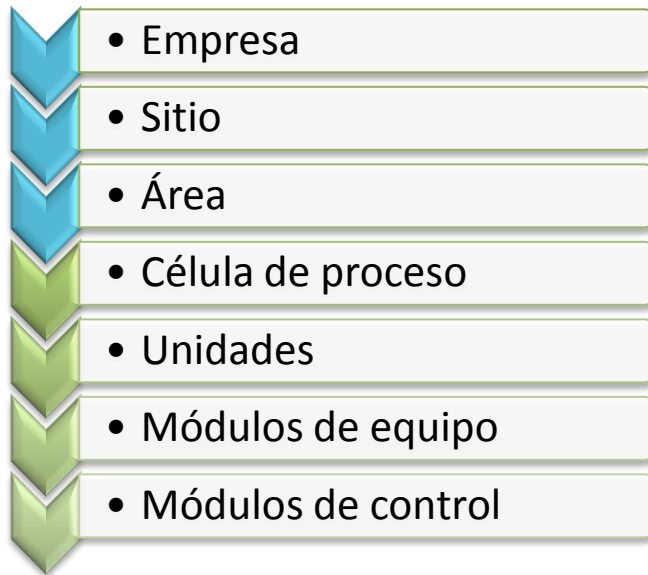 • Empresa
• Sitio
• Área
• Célula de proceso
• Unidades
• Módulos de equipo
• Módulos de control